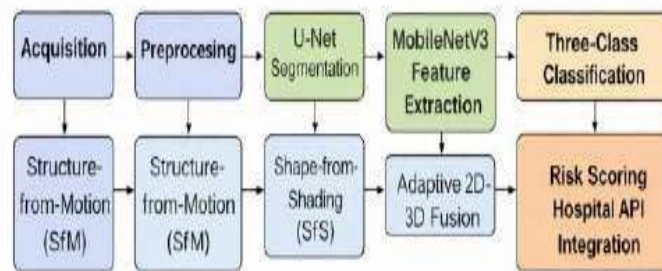 Acquisition
Preprocesing
U-Net
Segmentation
MobileNetV3
Feature
Extraction
Three-Class
Classification
Structure-
from-Motion
(SfM)
Structure-
from-Motion
(SfM)
Shape-from-
Shading
(SfS)
Adaptive 2D-
3D Fusion
Risk Scoring
Hospital API
Integration